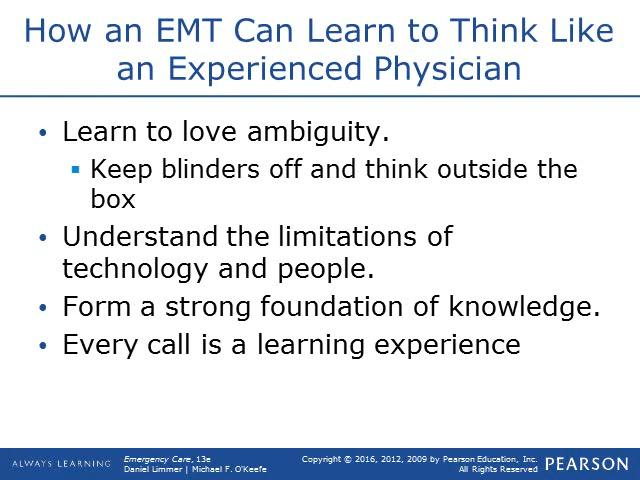 How an EMT Can Learn to Think Like
an Experienced Physician
• Learn to love ambiguity.
▪ Keep blinders off and think outside the
box
• Understand the limitations of
technology and people.
• Form a strong foundation of knowledge.
• Every call is a learning experience
ALWAYS LEARNING
Emergency Care, 13e
Daniel Limmer | Michael F. O'Keefe
Copyright © 2016, 2012, 2009 by Pearson Education, Inc.
All Rights Reserved
PEARSON